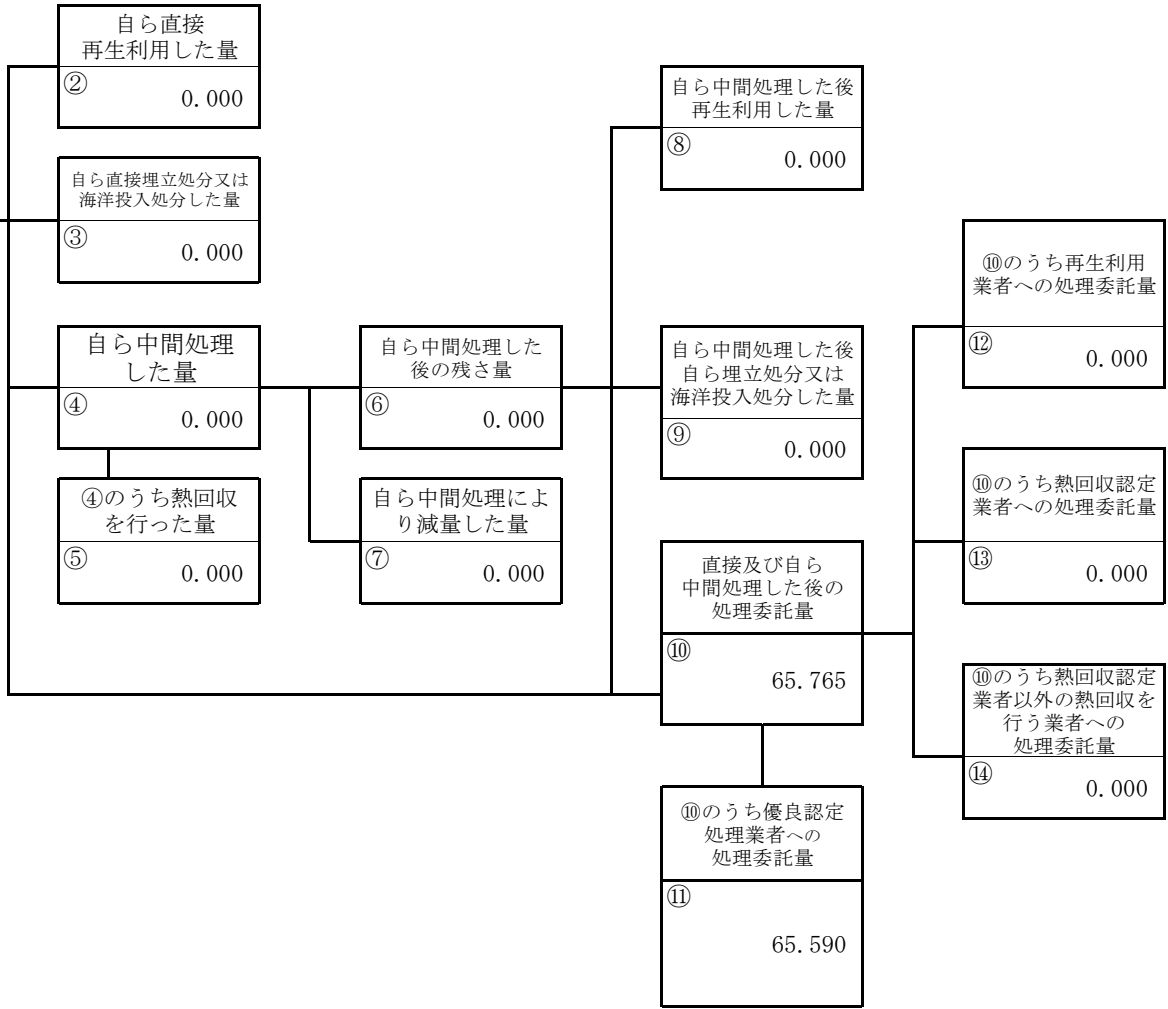 自ら直接
再生利用した量
②
0.000
自ら直接埋立処分又は
海洋投入処分した量
③
0.000
自ら中間処理
した量
④
0.000
④のうち熱回収
を行った量
⑤
0.000
自ら中間処理した
後の残さ量
⑥
0.000
自ら中間処理によ
り減量した量
⑦
0.000
自ら中間処理した後
再生利用した量
⑧
0.000
自ら中間処理した後
自ら埋立処分又は
海洋投入処分した量
⑨
0.000
直接及び自ら
中間処理した後の
処理委託量
⑩
65.765
⑩のうち優良認定
処理業者への
処理委託量
⑪
65.590
⑩のうち再生利用
業者への処理委託量
⑫
0.000
⑩のうち熱回収認定
業者への処理委託量
⑬
0.000
⑩のうち熱回収認定
業者以外の熱回収を
行う業者への
処理委託量
⑭
0.000